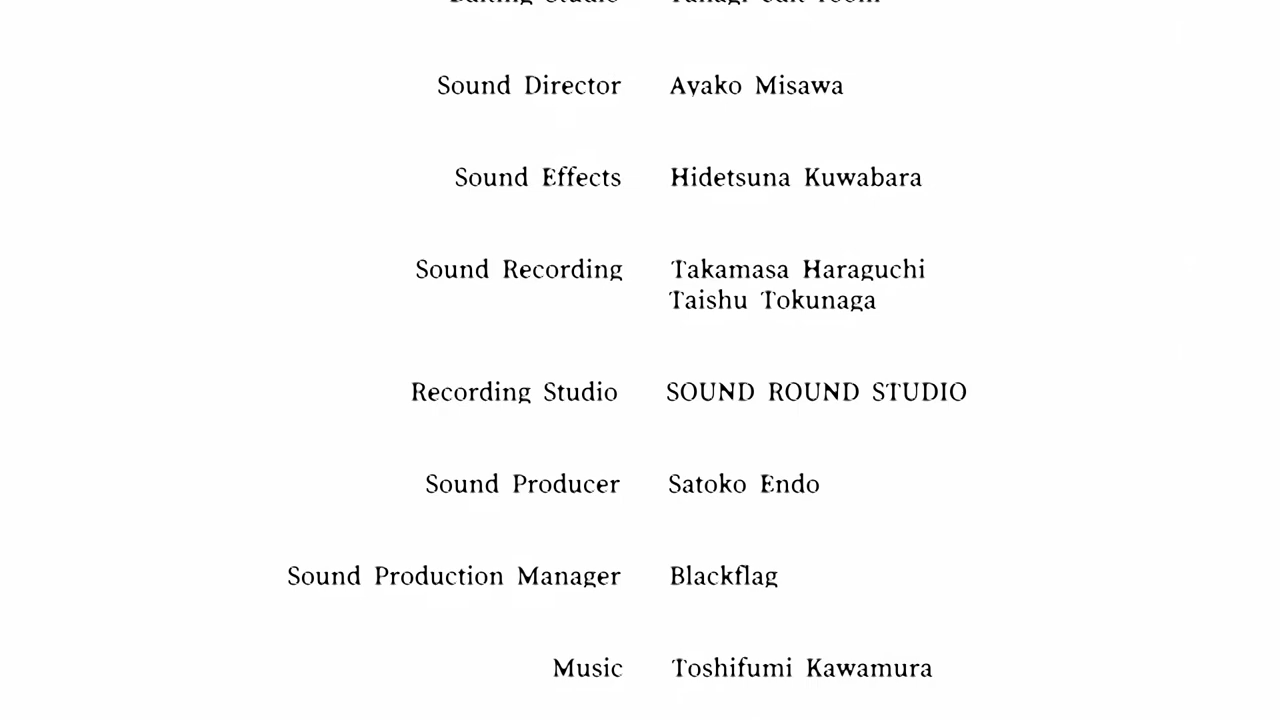 Sound Director Ayako Misawa
Sound Effects Hidetsuna Kuwabara
Sound Recording Takamasa Haraguchi
Taishu Tokunaga
Recording Studio SOUND ROUND STUDIO
Sound Producer Satoko Endo
Sound Production Manager Blackflag
Music Toshifumi Kawamura